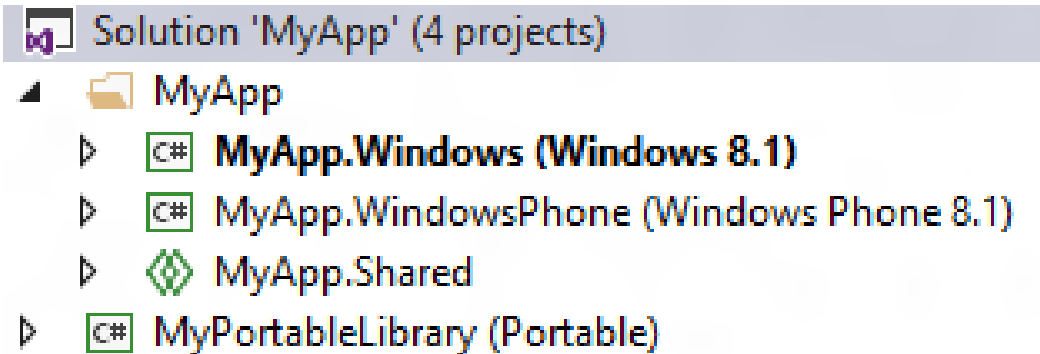 Solution 'MyApp' (4 projects)
MyApp
C# MyApp.Windows (Windows 8.1)
C# MyApp.WindowsPhone (Windows Phone 8.1)
MyApp.Shared
C# MyPortableLibrary (Portable)